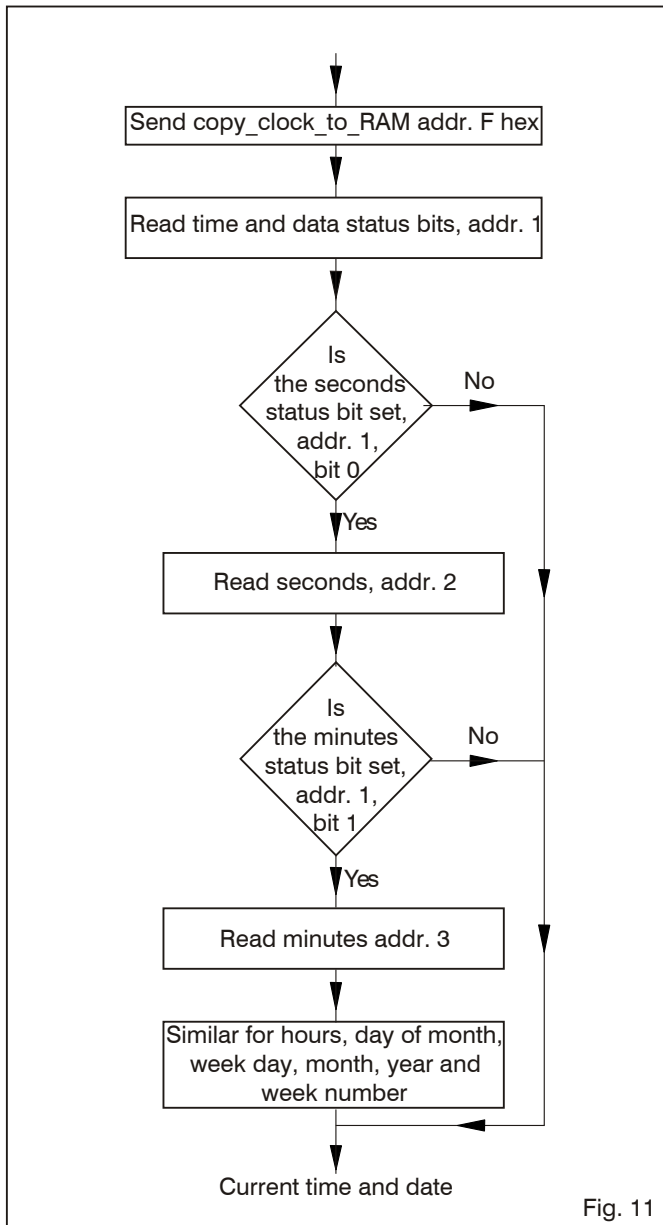 Send copy_clock_to_RAM addr. F hex
Read time and data status bits, addr. 1
Is
the seconds
status bit set,
addr. 1,
bit 0
No
Yes
Read seconds, addr. 2
Is
the minutes
status bit set,
addr. 1,
bit 1
No
Yes
Read minutes addr. 3
Similar for hours, day of month,
week day, month, year and
week number
Current time and date
Fig. 11